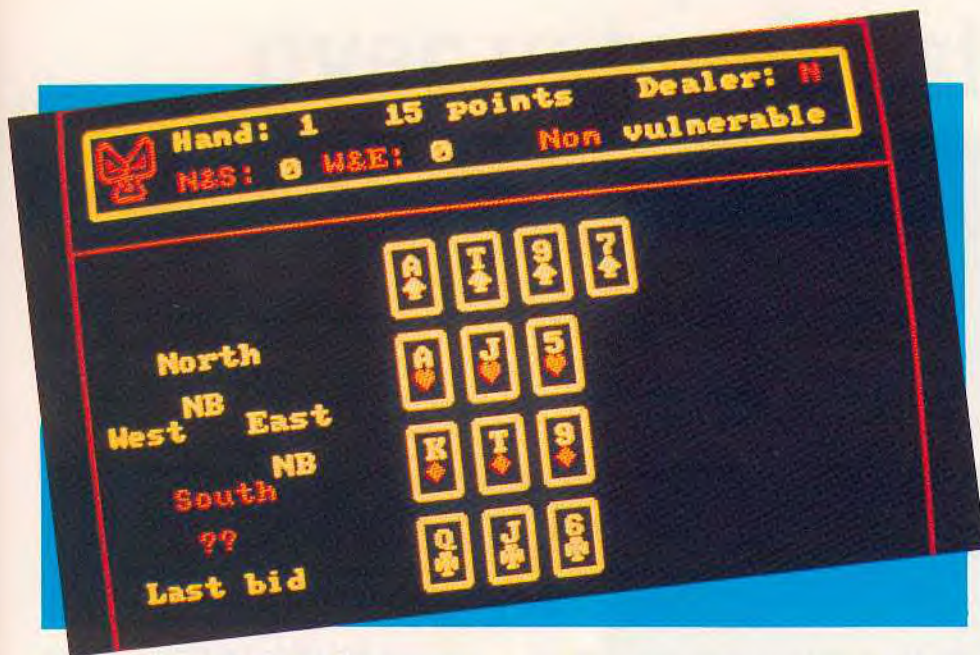 Hand: 1 15 points Dealer: N
N&S: 0 W&E: 0 Non vulnerable
A T 9 7
North
A J 5
NB
West East
NB
K T 9
South
??
Q J 6
Last bid